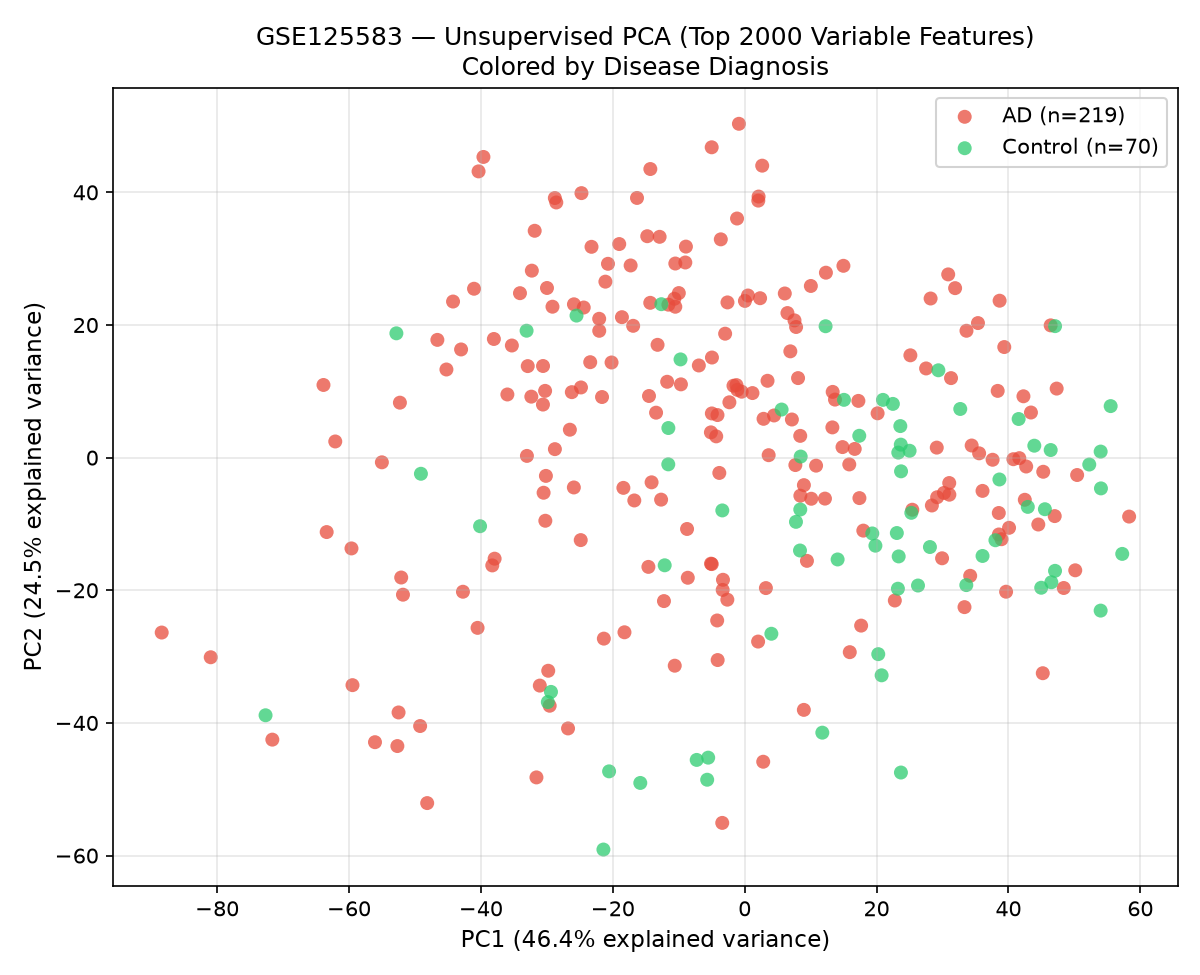 GSE125583 — Unsupervised PCA (Top 2000 Variable Features)
Colored by Disease Diagnosis
AD (n=219)
Control (n=70)
PC2 (24.5% explained variance)
40
20
0
−20
−40
−60
−80 −60 −40 −20 0 20 40 60
PC1 (46.4% explained variance)